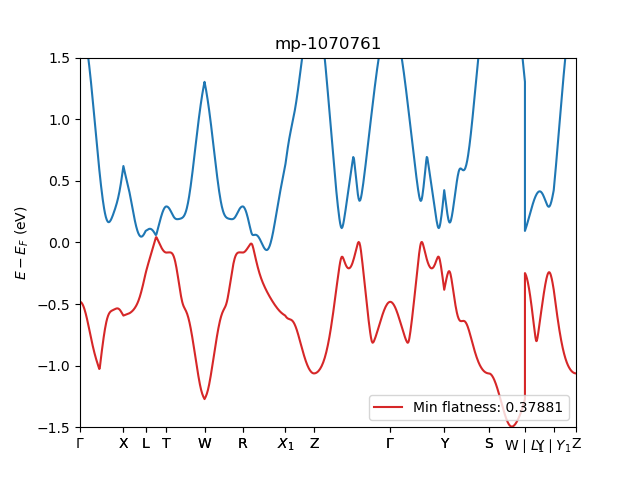 mp-1070761
E − E_F (eV)
1.5
1.0
0.5
0.0
−0.5
−1.0
−1.5
Min flatness: 0.37881
Γ X L T W R X₁ Z Γ Y S W | L Y | Y₁ Z